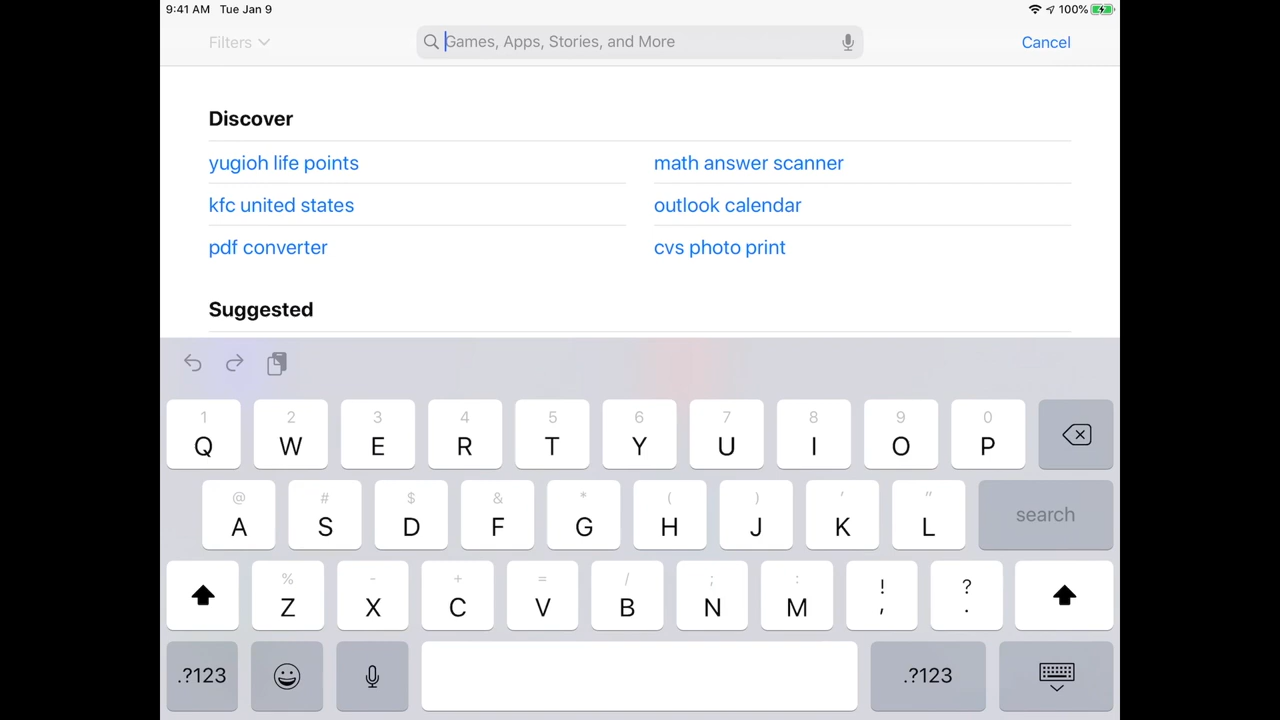 9:41 AM Tue Jan 9 100%
Filters Games, Apps, Stories, and More Cancel
Discover
yugioh life points math answer scanner
kfc united states outlook calendar
pdf converter cvs photo print
Suggested
1 2 3 4 5 6 7 8 9 0
Q W E R T Y U I O P
@ # $ & * ( ) ' "
A S D F G H J K L search
% - + = / ; : ! ?
Z X C V B N M , .
.?123 .?123